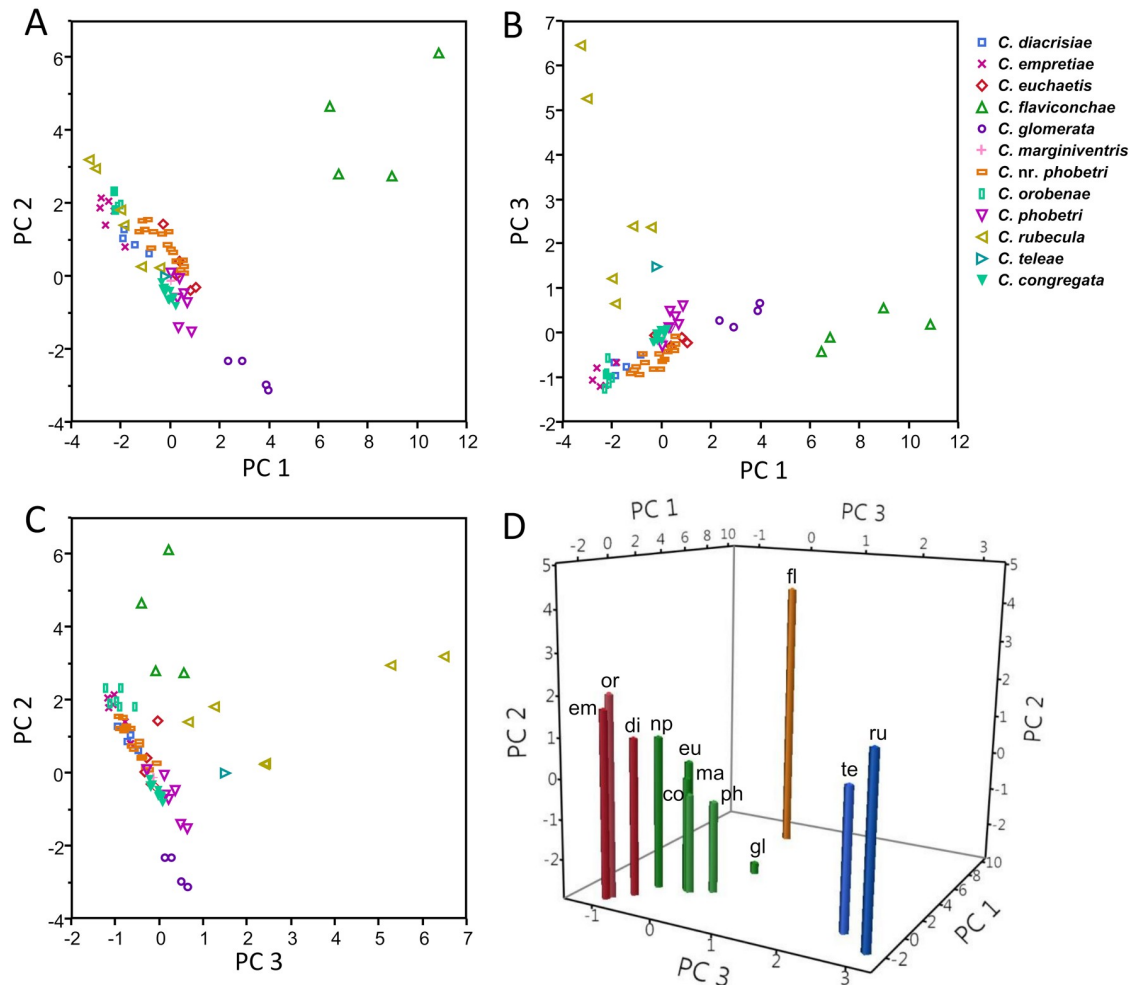 A
6
4
2
0
-2
-4
PC 2
-4 -2 0 2 4 6 8 10 12
PC 1
B
7
6
5
4
3
2
1
0
-1
-2
PC 3
-4 -2 0 2 4 6 8 10 12
PC 1
C. diacrisiae
C. empretiae
C. euchaetis
C. flaviconchae
C. glomerata
C. marginiventris
C. nr. phobetri
C. orobenae
C. phobetri
C. rubecula
C. teleae
C. congregata
C
6
4
2
0
-2
-4
PC 2
-2 -1 0 1 2 3 4 5 6 7
PC 3
D
PC 1
PC 3
-2 0 2 4 6 8 10
-1 0 1 2 3
5
4
3
2
1
0
-1
-2
PC 2
em
or
di
np
eu
co
ma
ph
gl
fl
te
ru
5
4
3
2
1
0
-1
-2
PC 2
-1 0 1 2 3
PC 3
-2 0 2 4 6 8 10
PC 1